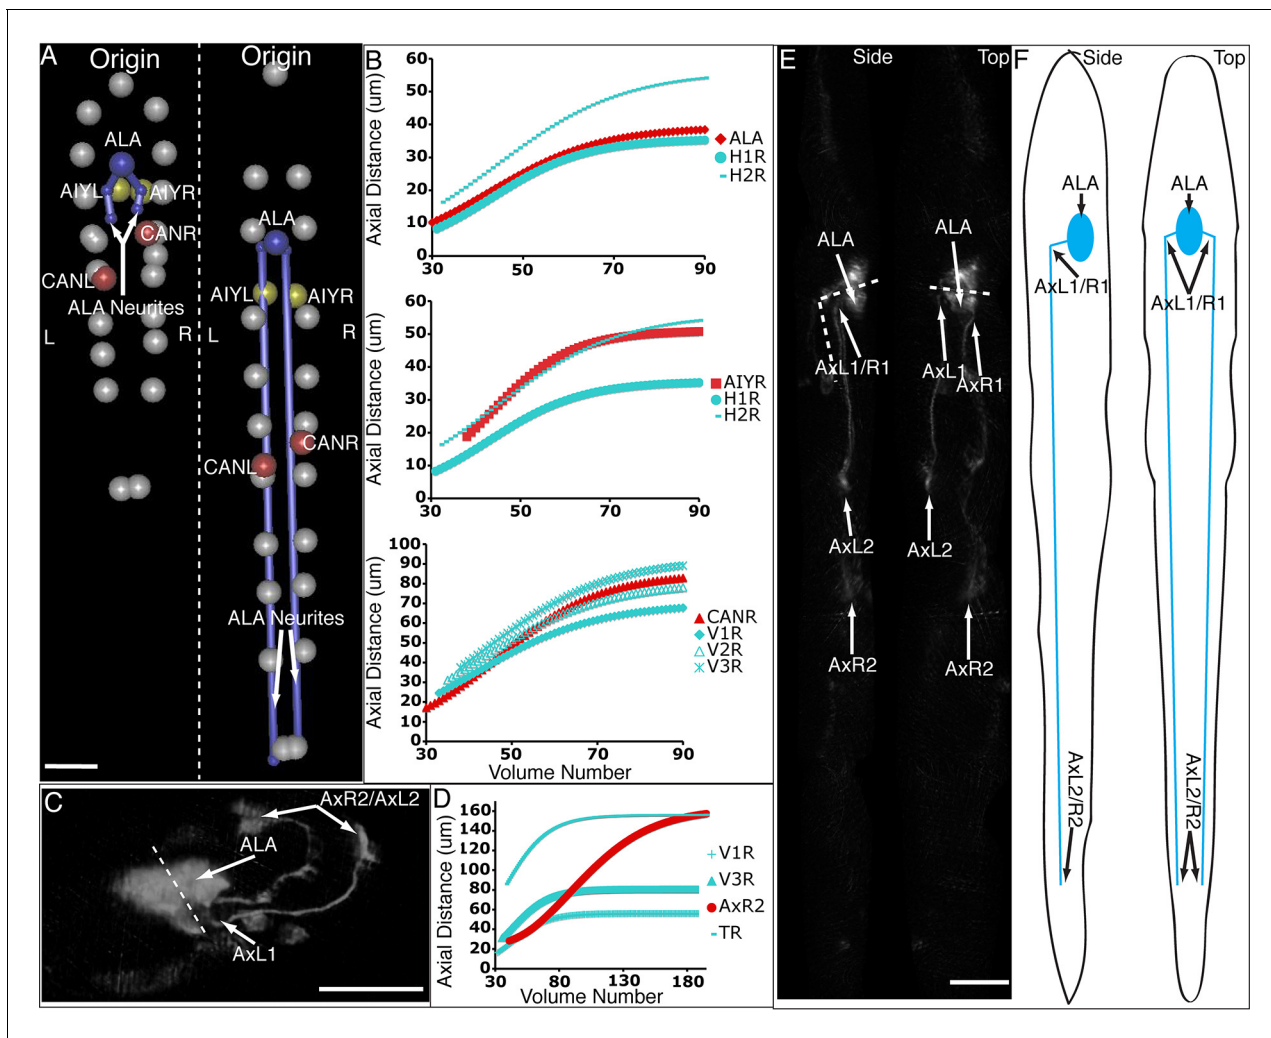 A
Origin
Origin
ALA
AIYL
AIYR
CANR
CANL
ALA Neurites
L
R
ALA
AIYL
AIYR
L
R
CANR
CANL
ALA Neurites
B
Axial Distance (um)
60
50
40
30
20
10
0
30
50
70
90
ALA
H1R
H2R
Axial Distance (um)
60
50
40
30
20
10
0
30
50
70
90
AIYR
H1R
H2R
Axial Distance (um)
100
90
80
70
60
50
40
30
20
10
0
30
50
70
90
Volume Number
CANR
V1R
V2R
V3R
C
AxR2/AxL2
ALA
AxL1
D
Axial Distance (um)
160
140
120
100
80
60
40
20
0
30
80
130
180
Volume Number
V1R
V3R
AxR2
TR
E
Side
Top
ALA
ALA
AxL1/R1
AxL1
AxR1
AxL2
AxL2
AxR2
AxR2
F
Side
Top
ALA
ALA
AxL1/R1
AxL1/R1
AxL2/R2
AxL2/R2